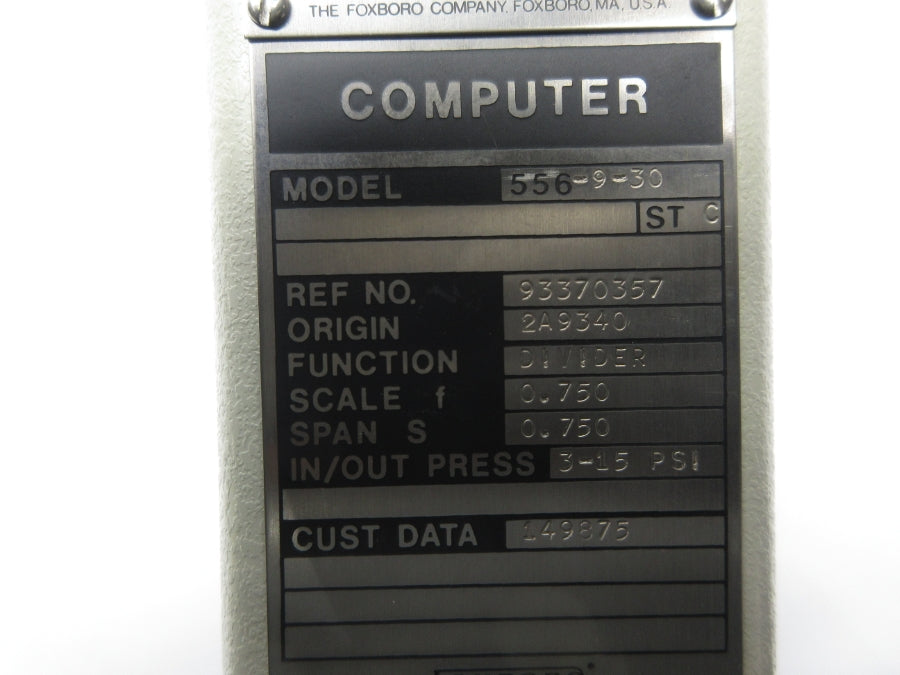 THE FOXBORO COMPANY, FOXBORO, MA, U.S.A.
COMPUTER
MODEL 556-9-30
ST C
REF NO. 93370357
ORIGIN 2A9340
FUNCTION DIVIDER
SCALE f 0.750
SPAN S 0.750
IN/OUT PRESS 3-15 PSI
CUST DATA 149875